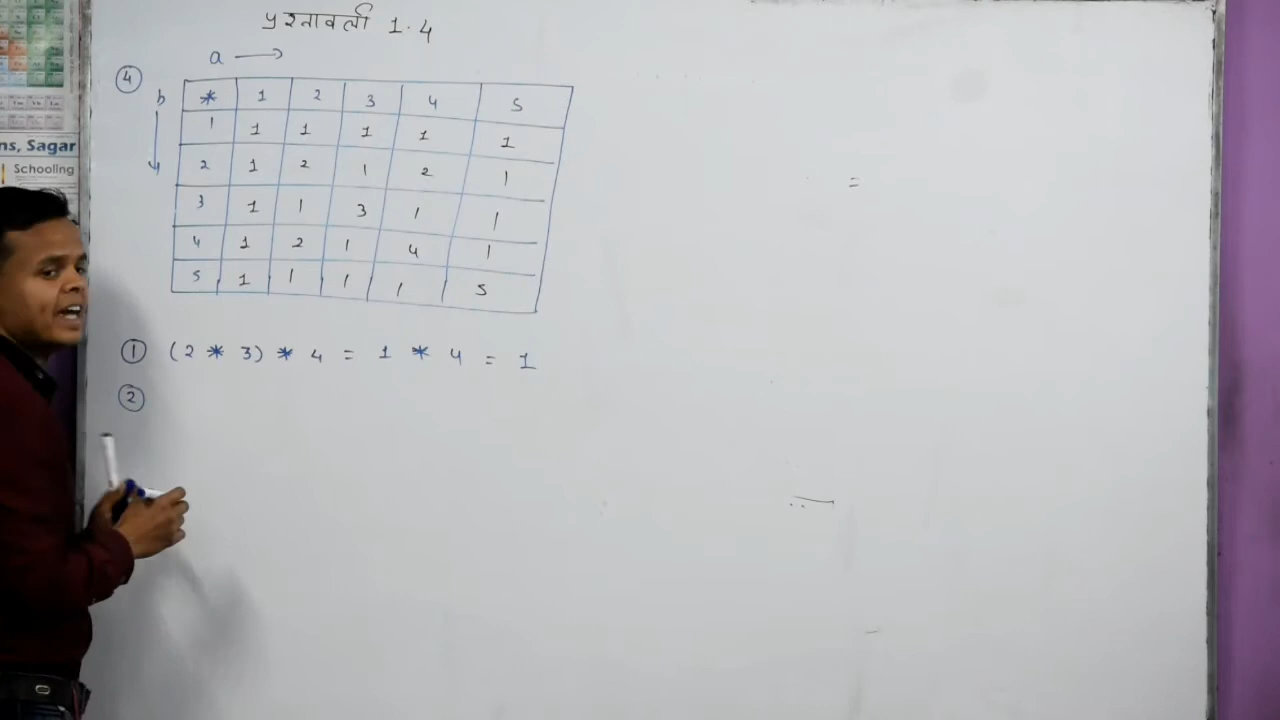 प्रश्नावली 1.4
a →
④
b ↓
* 1 2 3 4 5
1 1 1 1 1 1
2 1 2 1 2 1
3 1 1 3 1 1
4 1 2 1 4 1
5 1 1 1 1 5
① (2 * 3) * 4 = 1 * 4 = 1
②
=
ns, Sagar
Schooling